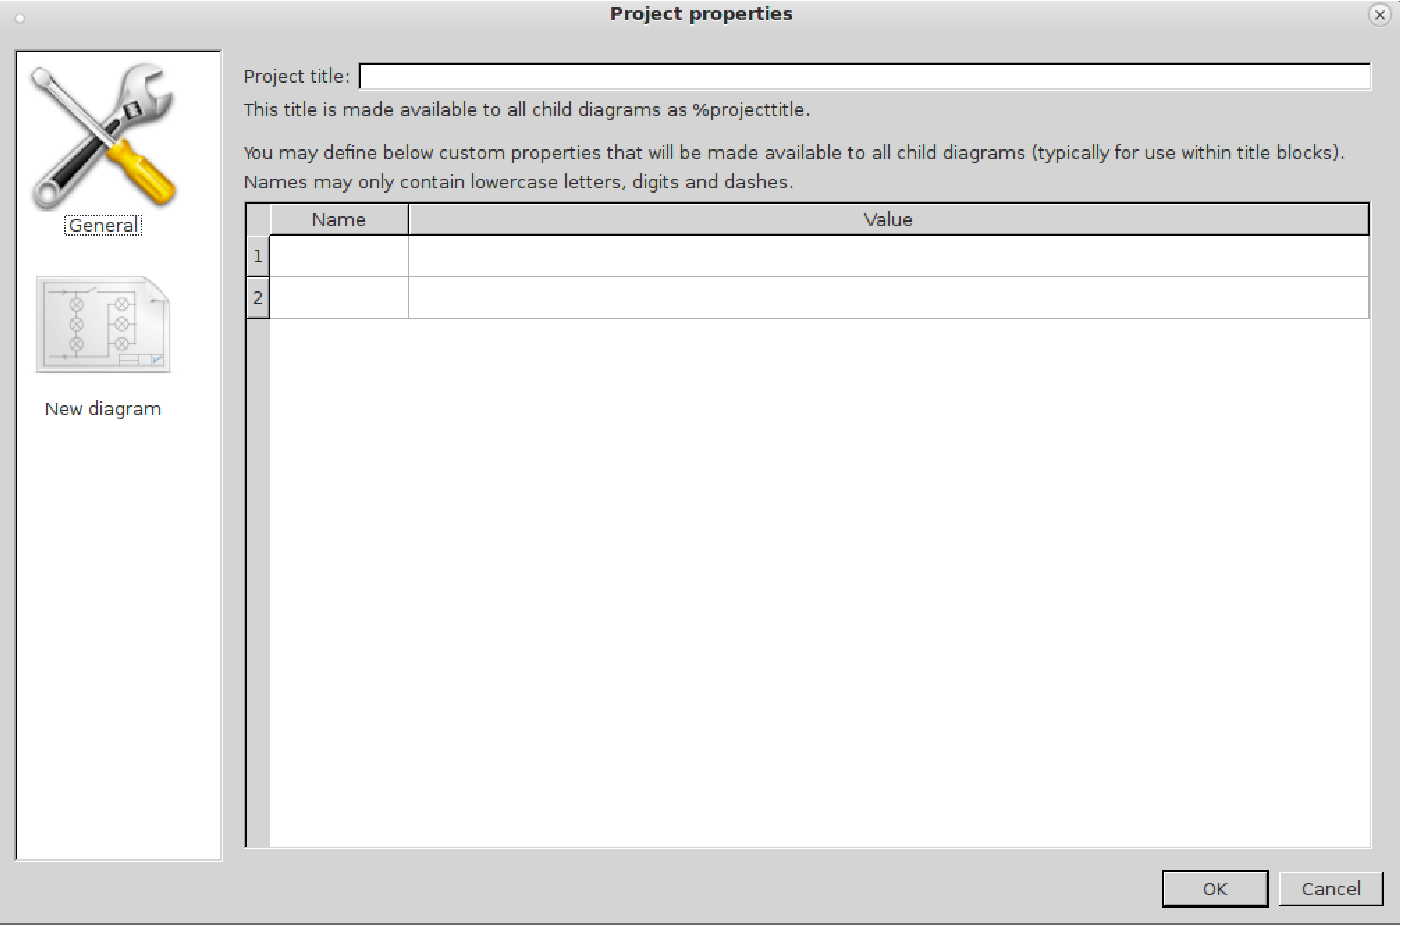 Project properties
General
New diagram
Project title:
This title is made available to all child diagrams as %projecttitle.
You may define below custom properties that will be made available to all child diagrams (typically for use within title blocks).
Names may only contain lowercase letters, digits and dashes.
Name Value
1
2
OK Cancel